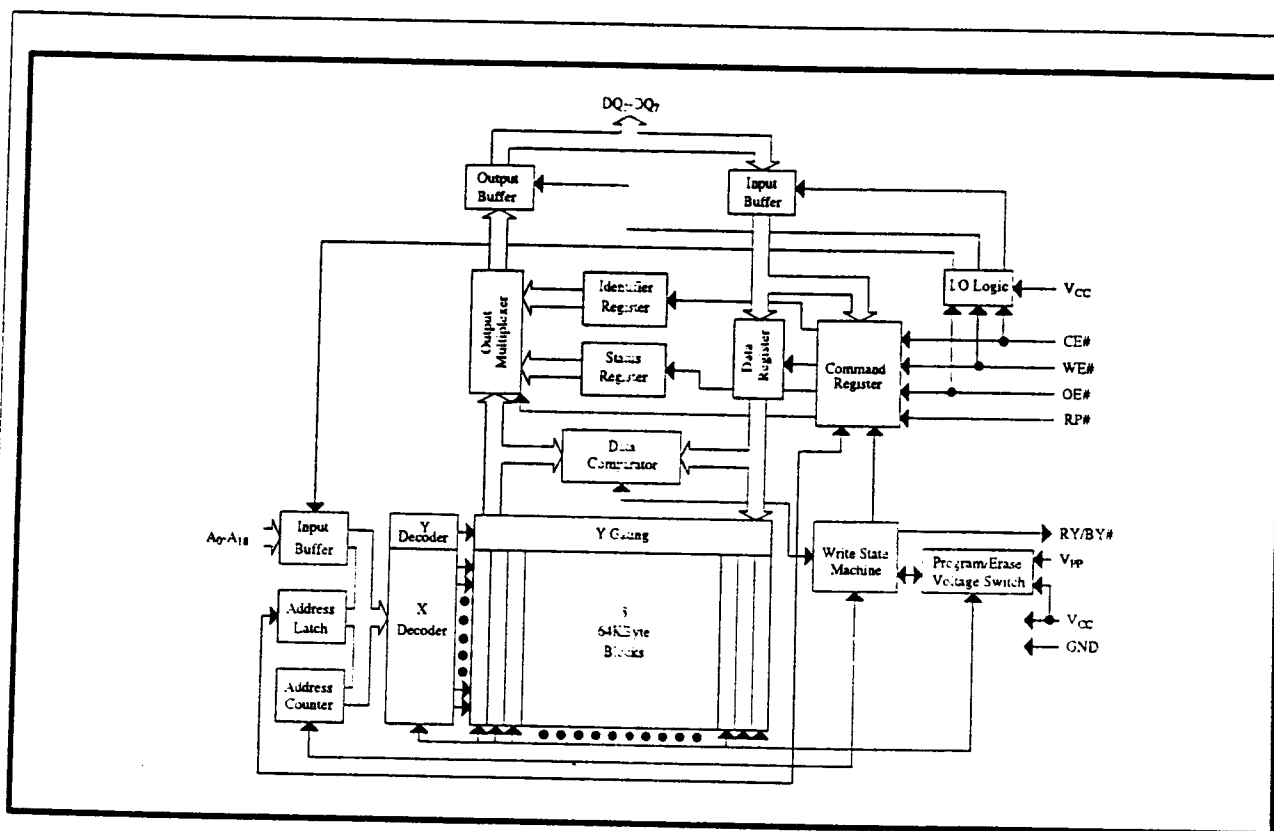 DQ7
Output
Buffer
Input
Buffer
I/O Logic
VCC
Output
Multiplexer
Identifier
Register
Status
Register
Data
Register
Command
Register
CE#
WE#
OE#
RP#
Data
Comparator
A0-A18
Input
Buffer
Y
Decoder
Y Gating
Write State
Machine
RY/BY#
Program/Erase
Voltage Switch
VPP
Address
Latch
X
Decoder
64KByte
Blocks
VCC
GND
Address
Counter